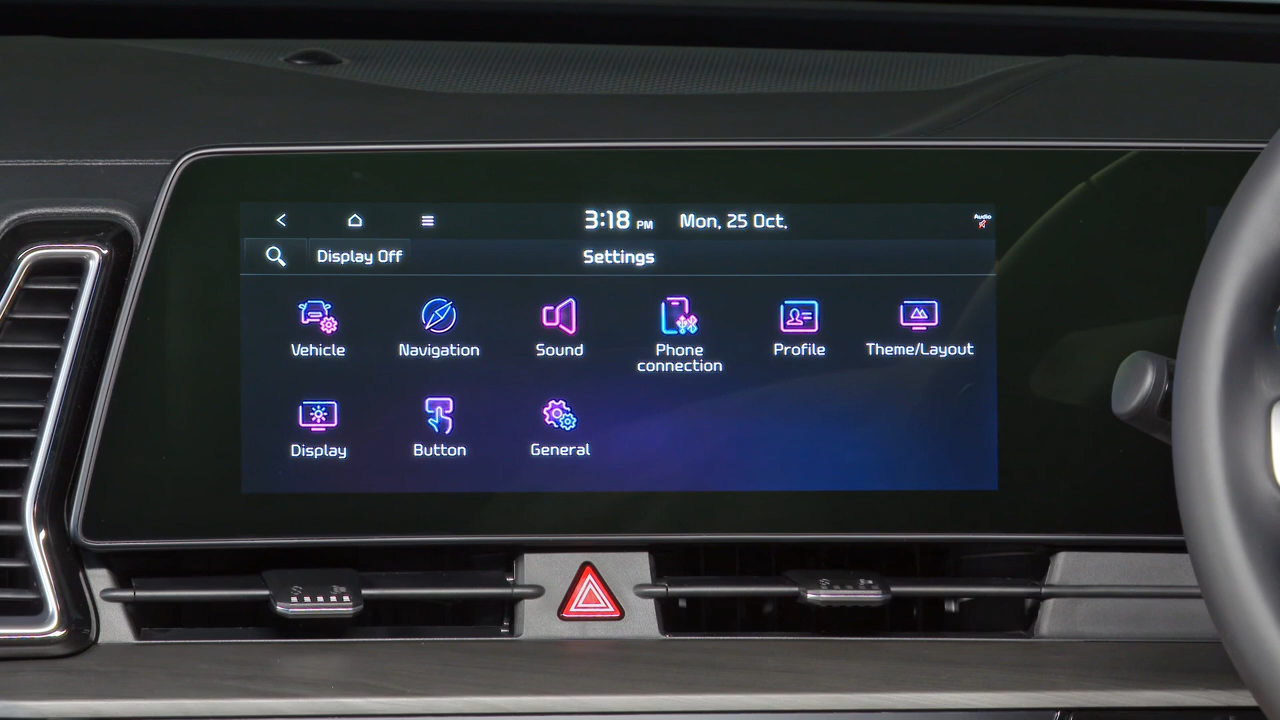 3:18 PM Mon, 25 Oct.
Audio
Display Off
Settings
Vehicle
Navigation
Sound
Phone
connection
Profile
Theme/Layout
Display
Button
General